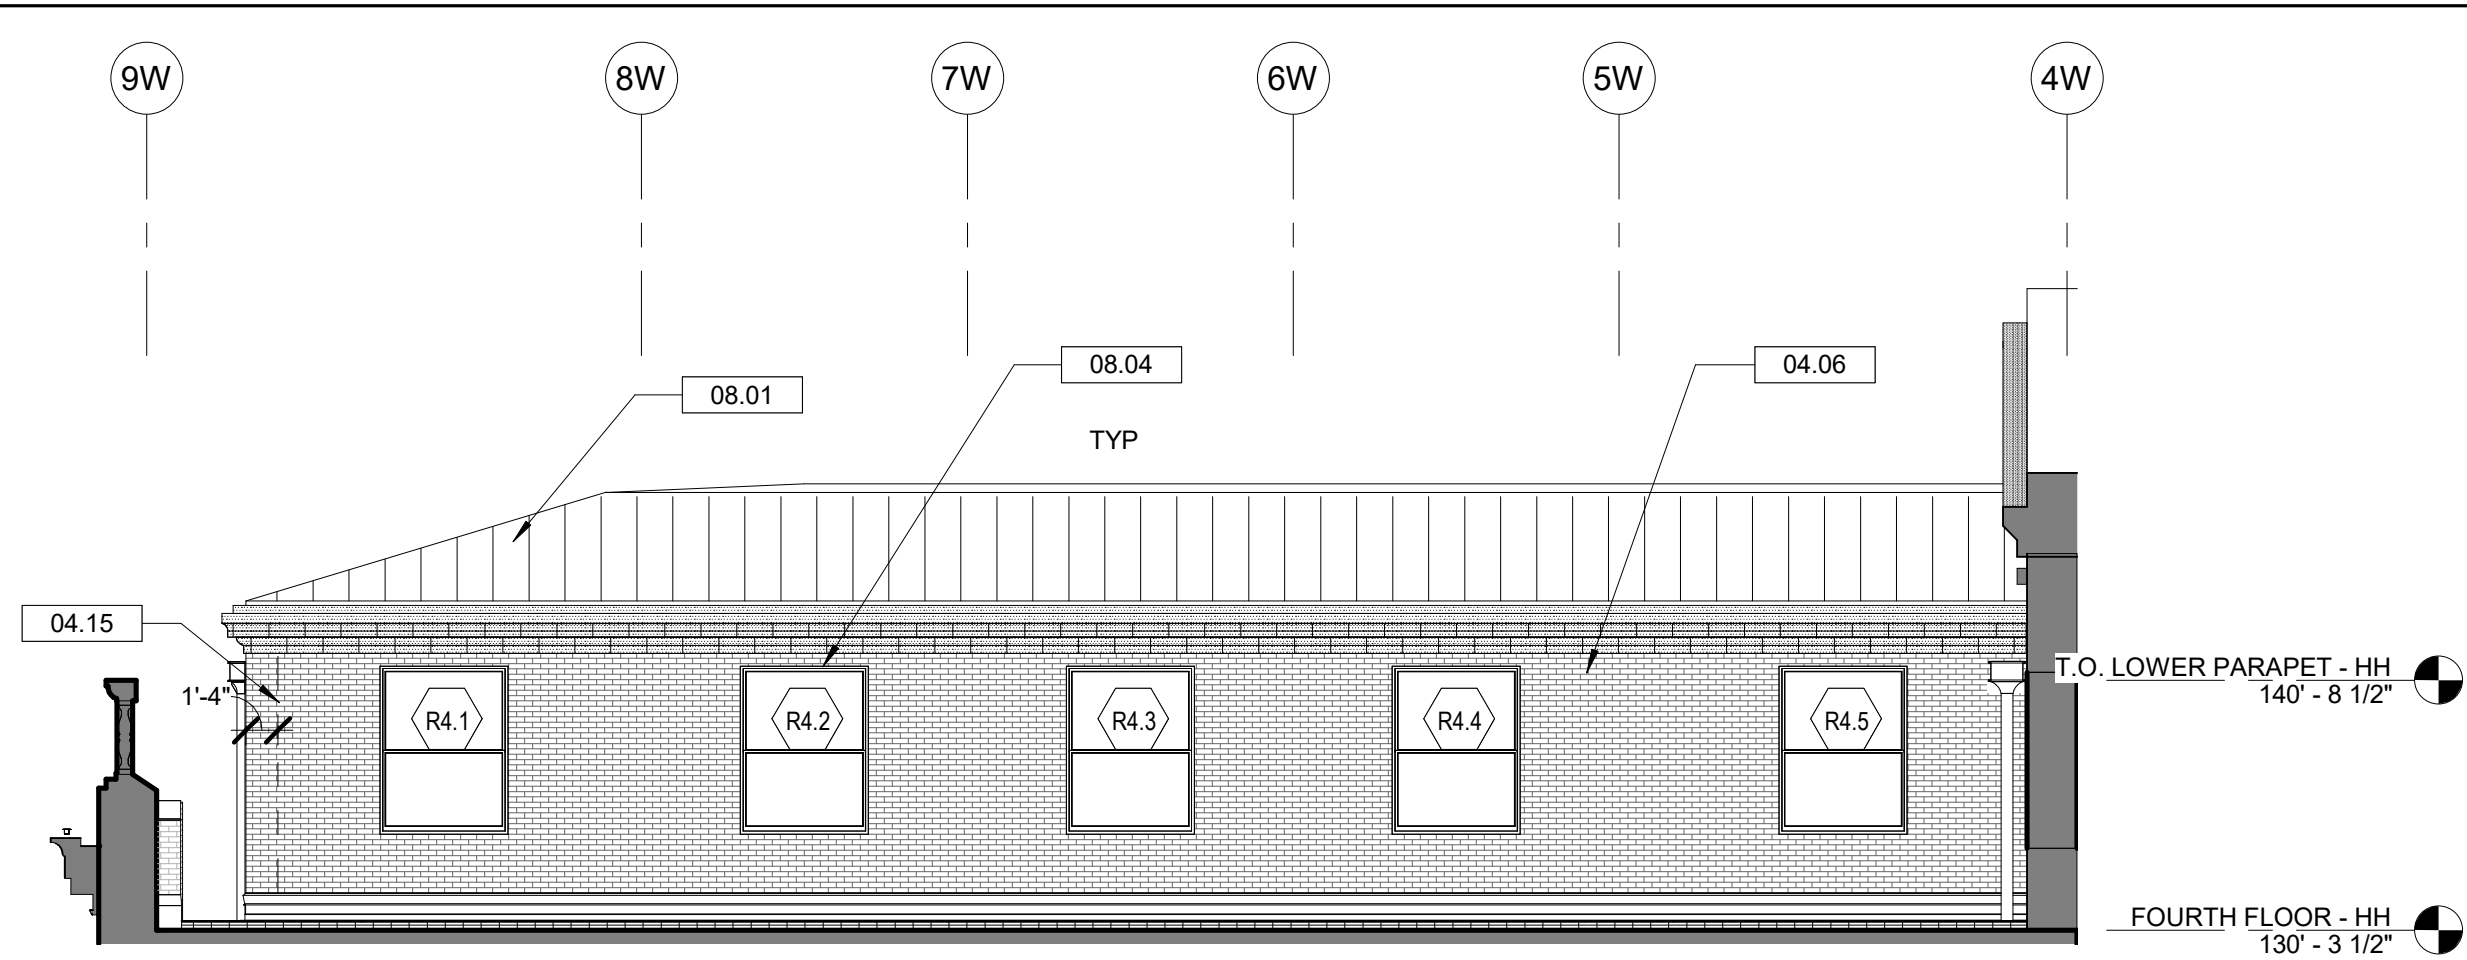 9W
8W
7W
6W
5W
4W
08.01
08.04
04.06
TYP
04.15
1'-4"
R4.1
R4.2
R4.3
R4.4
R4.5
T.O. LOWER PARAPET - HH
140' - 8 1/2"
FOURTH FLOOR - HH
130' - 3 1/2"